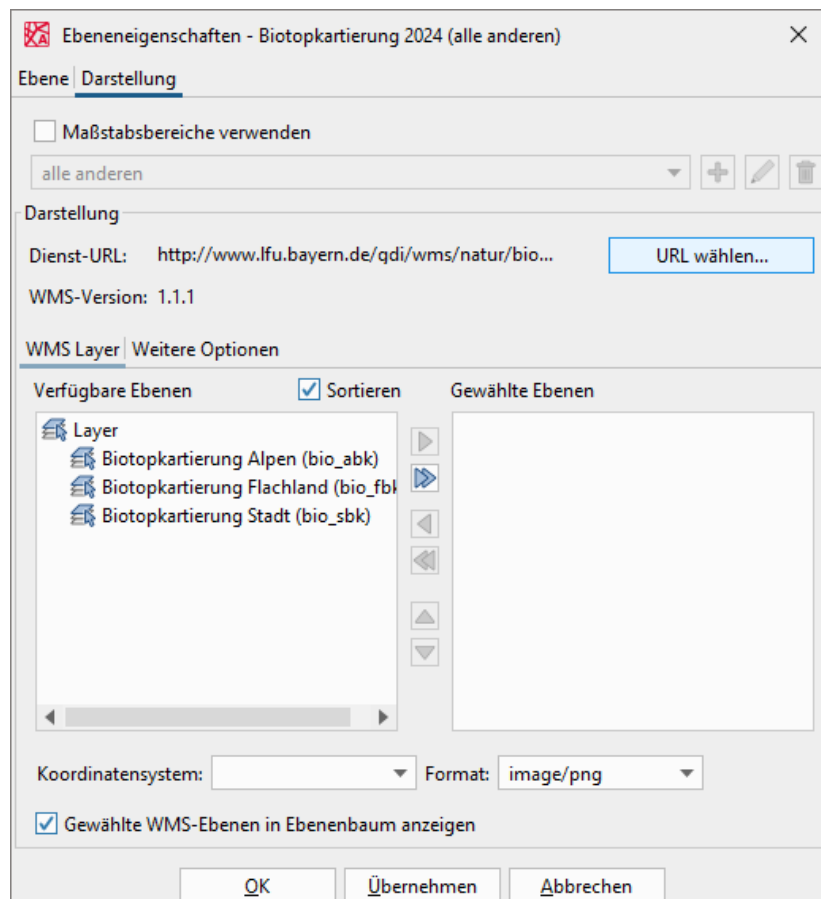 Ebeneneigenschaften - Biotopkartierung 2024 (alle anderen)
Ebene Darstellung
Maßstabsbereiche verwenden
alle anderen
Darstellung
Dienst-URL: http://www.lfu.bayern.de/gdi/wms/natur/bio... URL wählen...
WMS-Version: 1.1.1
WMS Layer Weitere Optionen
Verfügbare Ebenen Sortieren Gewählte Ebenen
Layer
Biotopkartierung Alpen (bio_abk)
Biotopkartierung Flachland (bio_fbk
Biotopkartierung Stadt (bio_sbk)
Koordinatensystem: Format: image/png
Gewählte WMS-Ebenen in Ebenenbaum anzeigen
OK Übernehmen Abbrechen